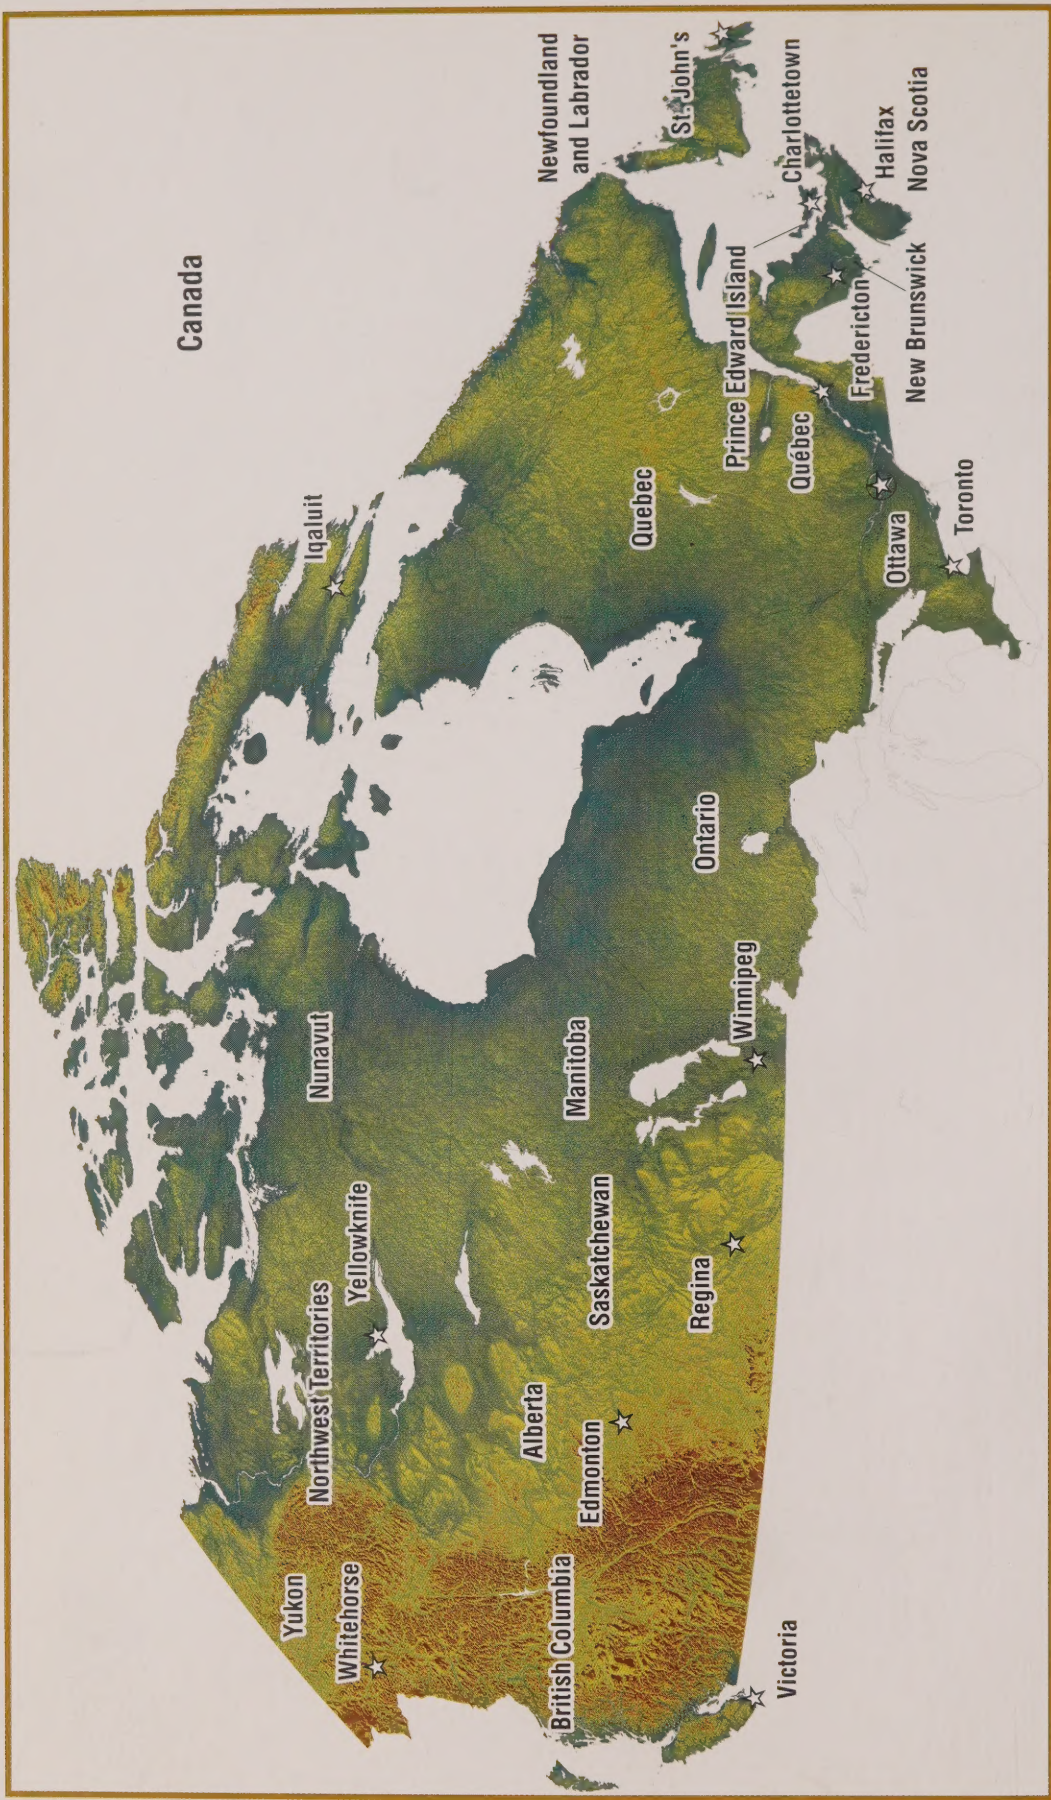 Canada
Yukon
Whitehorse
Northwest Territories
Yellowknife
Nunavut
Iqaluit
British Columbia
Victoria
Alberta
Edmonton
Saskatchewan
Regina
Manitoba
Winnipeg
Ontario
Toronto
Ottawa
Quebec
Québec
Newfoundland
and Labrador
St. John's
Prince Edward Island
Charlottetown
Fredericton
New Brunswick
Halifax
Nova Scotia